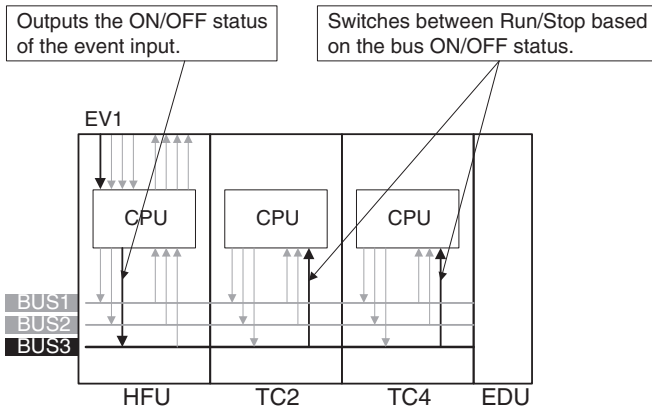 Outputs the ON/OFF status
of the event input.
Switches between Run/Stop based
on the bus ON/OFF status.
EV1
CPU
CPU
CPU
BUS1
BUS2
BUS3
HFU
TC2
TC4
EDU